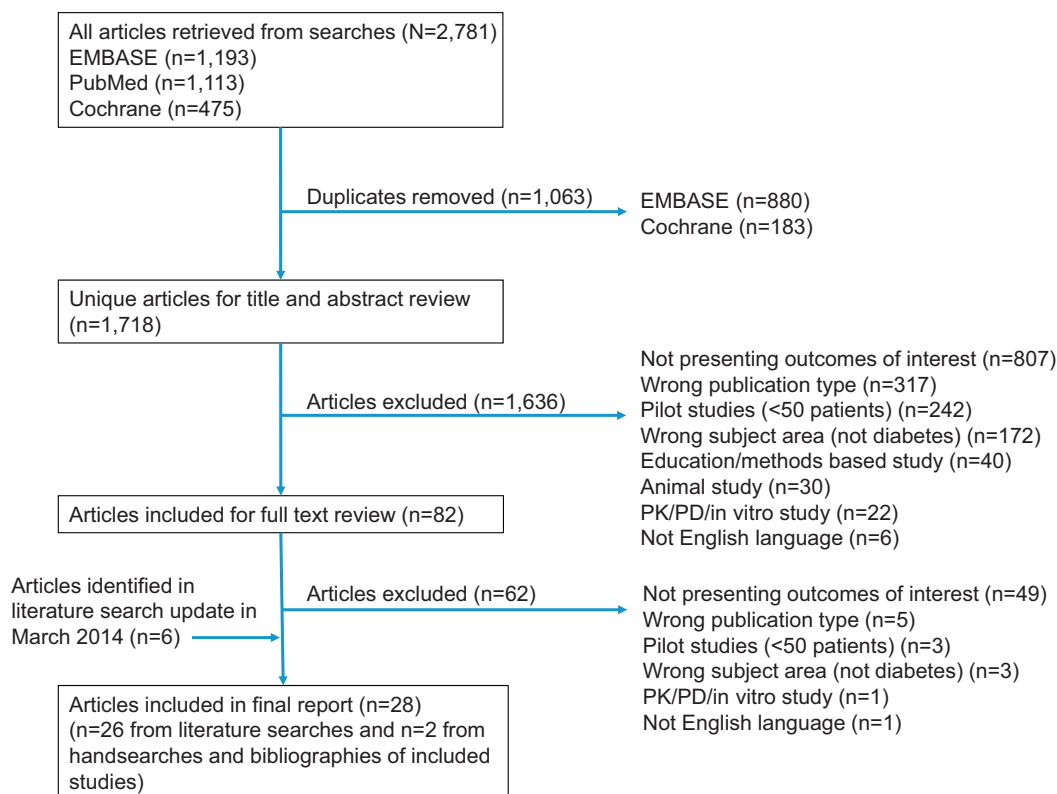 All articles retrieved from searches (N=2,781)
EMBASE (n=1,193)
PubMed (n=1,113)
Cochrane (n=475)
Duplicates removed (n=1,063)
EMBASE (n=880)
Cochrane (n=183)
Unique articles for title and abstract review
(n=1,718)
Articles excluded (n=1,636)
Not presenting outcomes of interest (n=807)
Wrong publication type (n=317)
Pilot studies (<50 patients) (n=242)
Wrong subject area (not diabetes) (n=172)
Education/methods based study (n=40)
Animal study (n=30)
PK/PD/in vitro study (n=22)
Not English language (n=6)
Articles included for full text review (n=82)
Articles identified in
literature search update in
March 2014 (n=6)
Articles excluded (n=62)
Not presenting outcomes of interest (n=49)
Wrong publication type (n=5)
Pilot studies (<50 patients) (n=3)
Wrong subject area (not diabetes) (n=3)
PK/PD/in vitro study (n=1)
Not English language (n=1)
Articles included in final report (n=28)
(n=26 from literature searches and n=2 from
handsearches and bibliographies of included
studies)